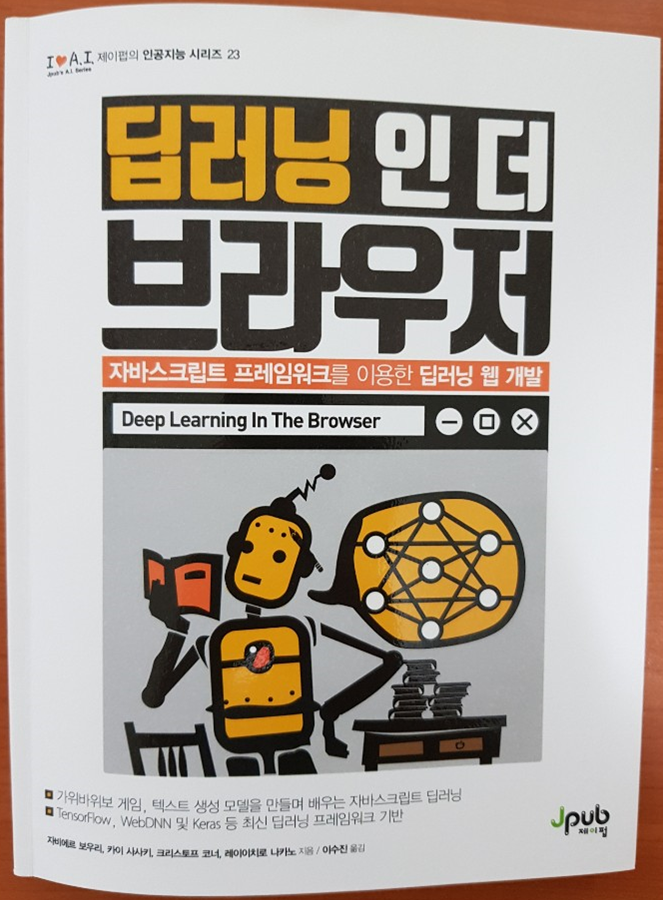 I ♥ A.I. 제이펍의 인공지능 시리즈 23
Jpub's A.I. Series
딥러닝 인 더
브라우저
자바스크립트 프레임워크를 이용한 딥러닝 웹 개발
Deep Learning In The Browser
가위바위보 게임, 텍스트 생성 모델을 만들며 배우는 자바스크립트 딥러닝
TensorFlow, WebDNN 및 Keras 등 최신 딥러닝 프레임워크 기반
Jpub
제이펍
자비에르 보우리, 카이 사사키, 크리스토프 코너, 레이이치로 나카노 지음 / 이수진 옮김